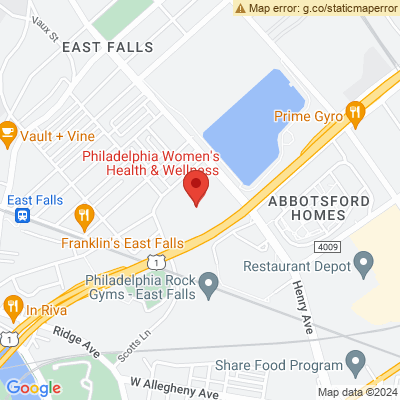 Map error: g.co/staticmaperror
Vaux St
EAST FALLS
Prime Gyro
Vault + Vine
Philadelphia Women's
Health & Wellness
East Falls
ABBOTSFORD
HOMES
Franklin's East Falls
4009
1
Restaurant Depot
Philadelphia Rock
Gyms - East Falls
Henry Ave
In Riva
1
Ridge Ave
Scotts Ln
Share Food Program
W Allegheny Ave
Google
Map data ©2024